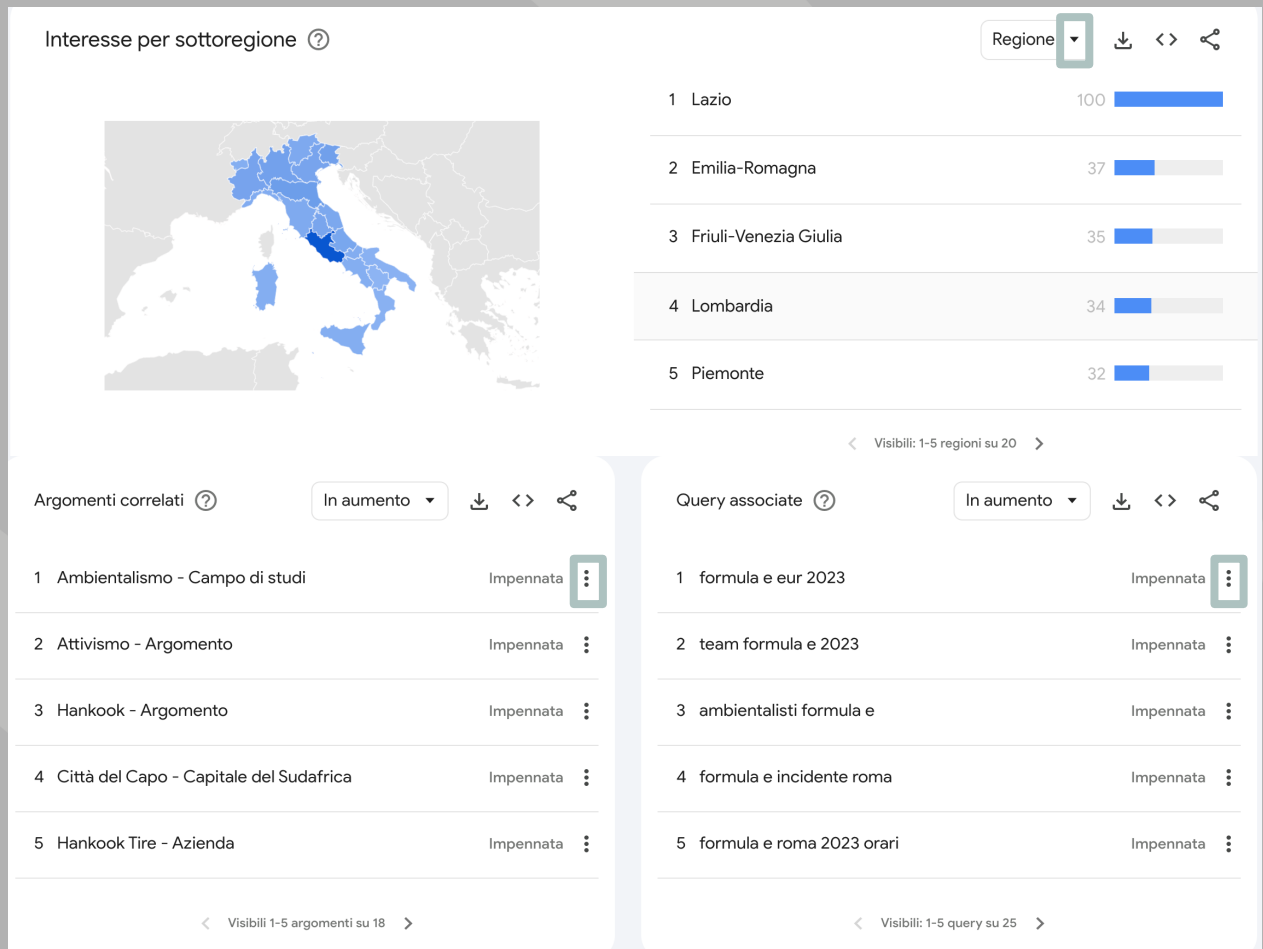 Interesse per sottoregione ?
Regione
1 Lazio 100
2 Emilia-Romagna 37
3 Friuli-Venezia Giulia 35
4 Lombardia 34
5 Piemonte 32
Visibili: 1-5 regioni su 20
Argomenti correlati ?
In aumento
1 Ambientalismo - Campo di studi Impennata
2 Attivismo - Argomento Impennata
3 Hankook - Argomento Impennata
4 Città del Capo - Capitale del Sudafrica Impennata
5 Hankook Tire - Azienda Impennata
Visibili 1-5 argomenti su 18
Query associate ?
In aumento
1 formula e eur 2023 Impennata
2 team formula e 2023 Impennata
3 ambientalisti formula e Impennata
4 formula e incidente roma Impennata
5 formula e roma 2023 orari Impennata
Visibili: 1-5 query su 25